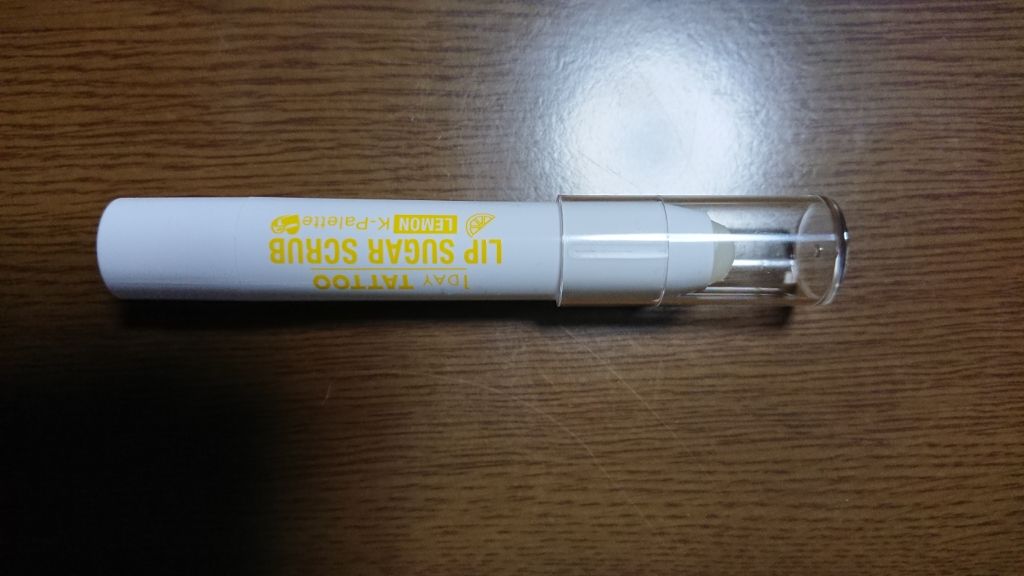 1DAY TATTOO
LIP SUGAR SCRUB
LEMON K-Palette